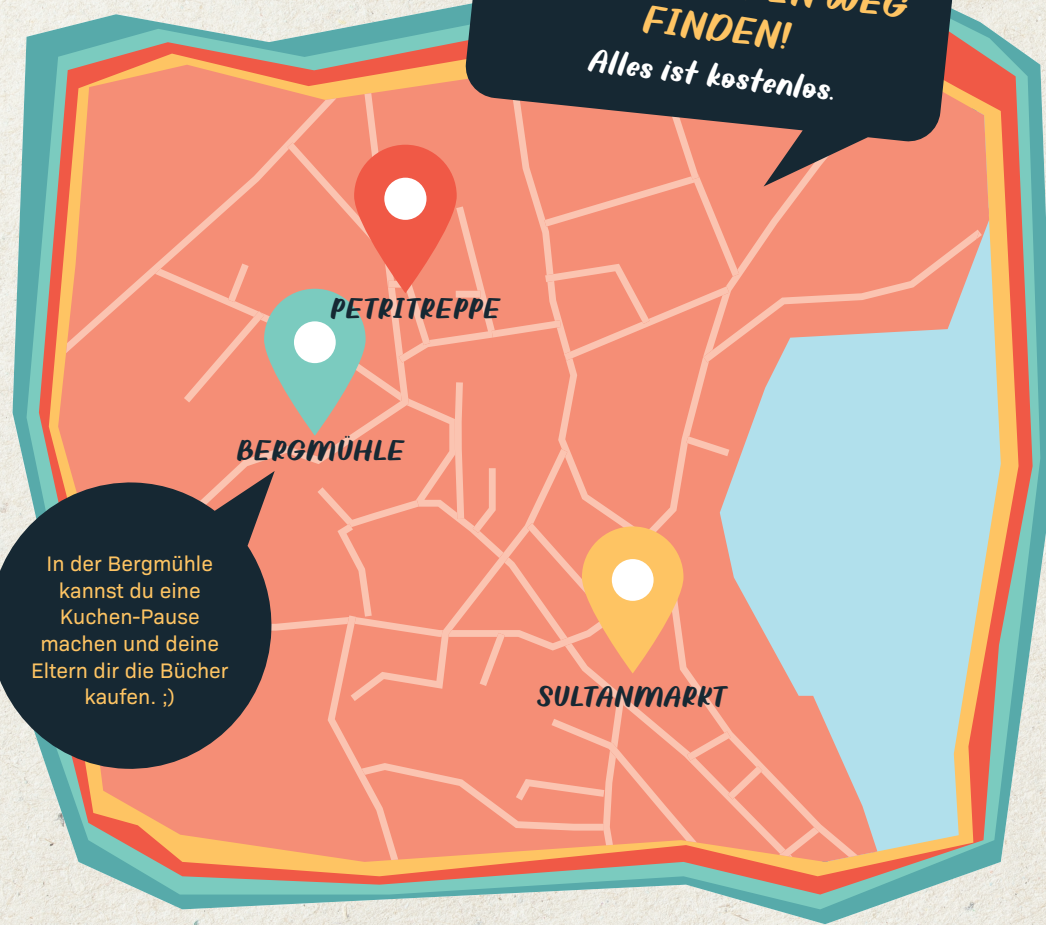 WEG
FINDEN!
Alles ist kostenlos.
PETRITREPPE
BERGMÜHLE
In der Bergmühle
kannst du eine
Kuchen-Pause
machen und deine
Eltern dir die Bücher
kaufen. ;)
SULTANMARKT